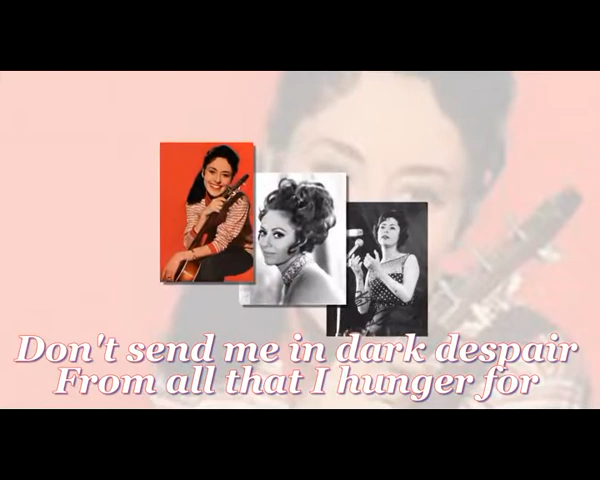 Don't send me in dark despair
From all that I hunger for